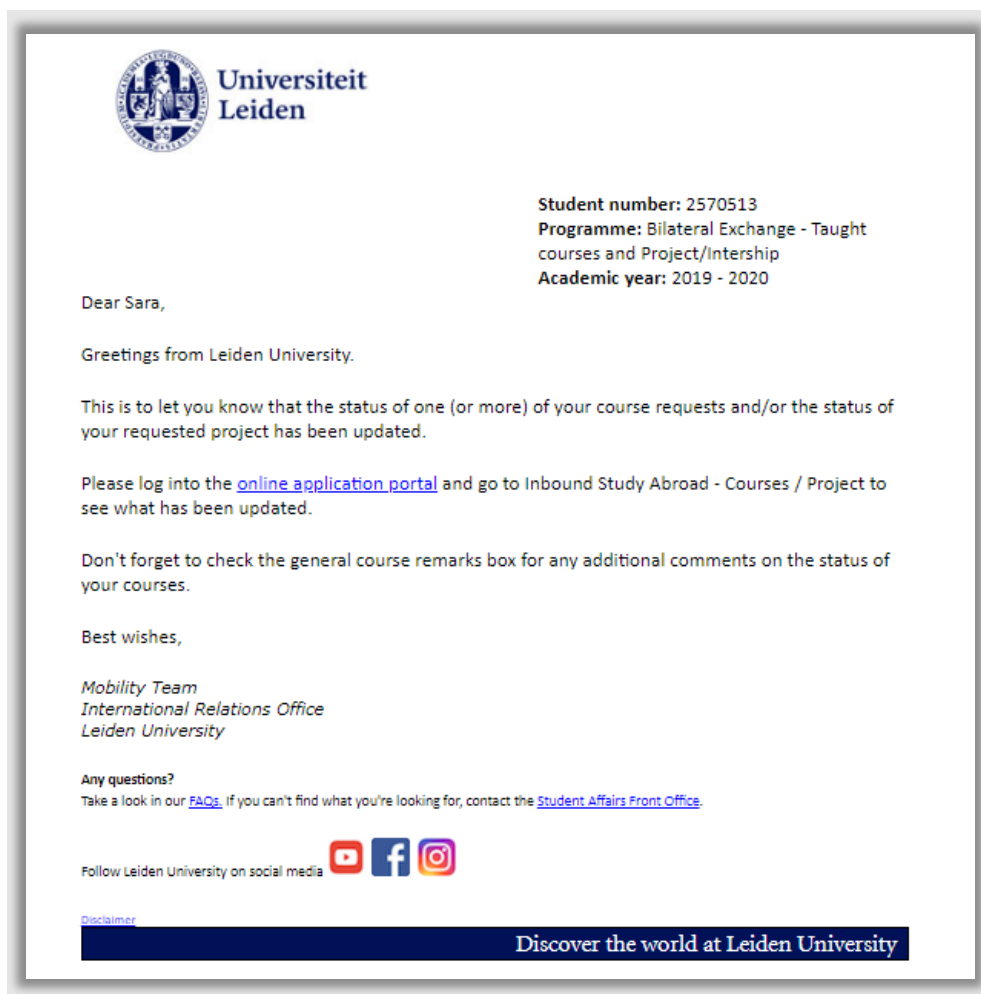 Universiteit
Leiden
Student number: 2570513
Programme: Bilateral Exchange - Taught
courses and Project/Intership
Academic year: 2019 - 2020
Dear Sara,
Greetings from Leiden University.
This is to let you know that the status of one (or more) of your course requests and/or the status of
your requested project has been updated.
Please log into the online application portal and go to Inbound Study Abroad - Courses / Project to
see what has been updated.
Don't forget to check the general course remarks box for any additional comments on the status of
your courses.
Best wishes,
Mobility Team
International Relations Office
Leiden University
Any questions?
Take a look in our FAQs. If you can't find what you're looking for, contact the Student Affairs Front Office.
Follow Leiden University on social media
Disclaimer
Discover the world at Leiden University